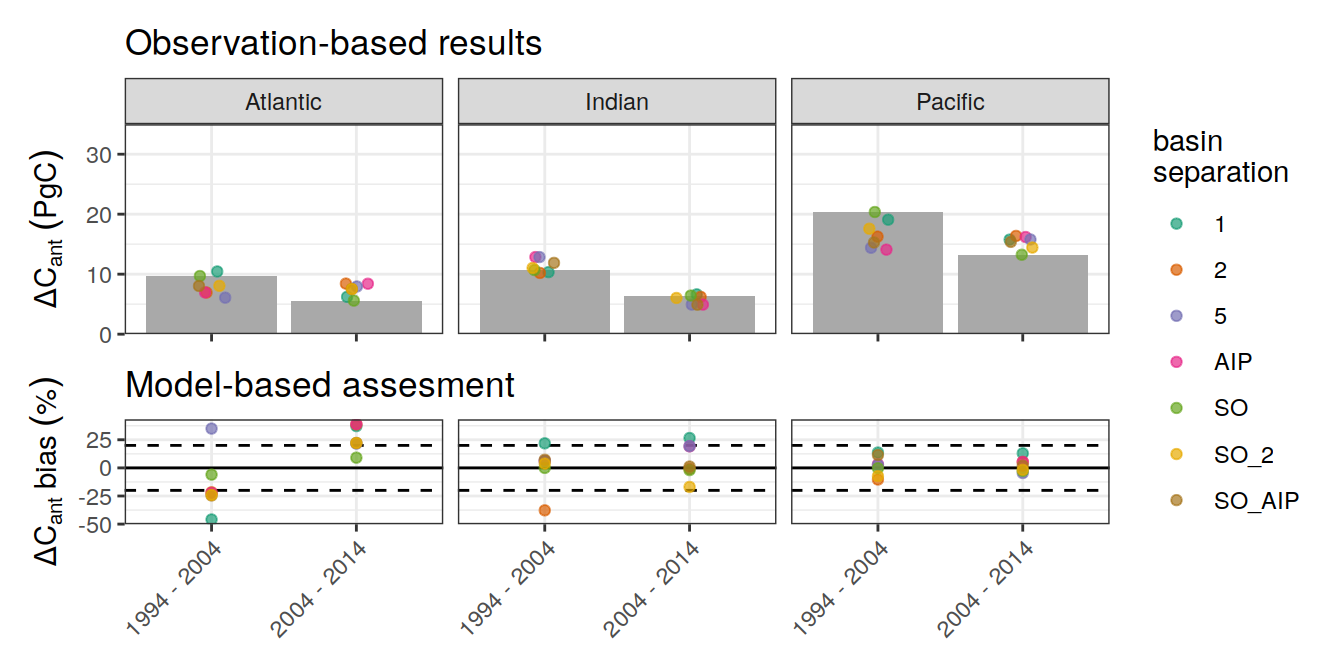 Observation-based results
Atlantic
Indian
Pacific
ΔCant (PgC)
30
20
10
0
Model-based assesment
ΔCant bias (%)
25
0
-25
-50
1994 - 2004
2004 - 2014
1994 - 2004
2004 - 2014
1994 - 2004
2004 - 2014
basin
separation
1
2
5
AIP
SO
SO_2
SO_AIP